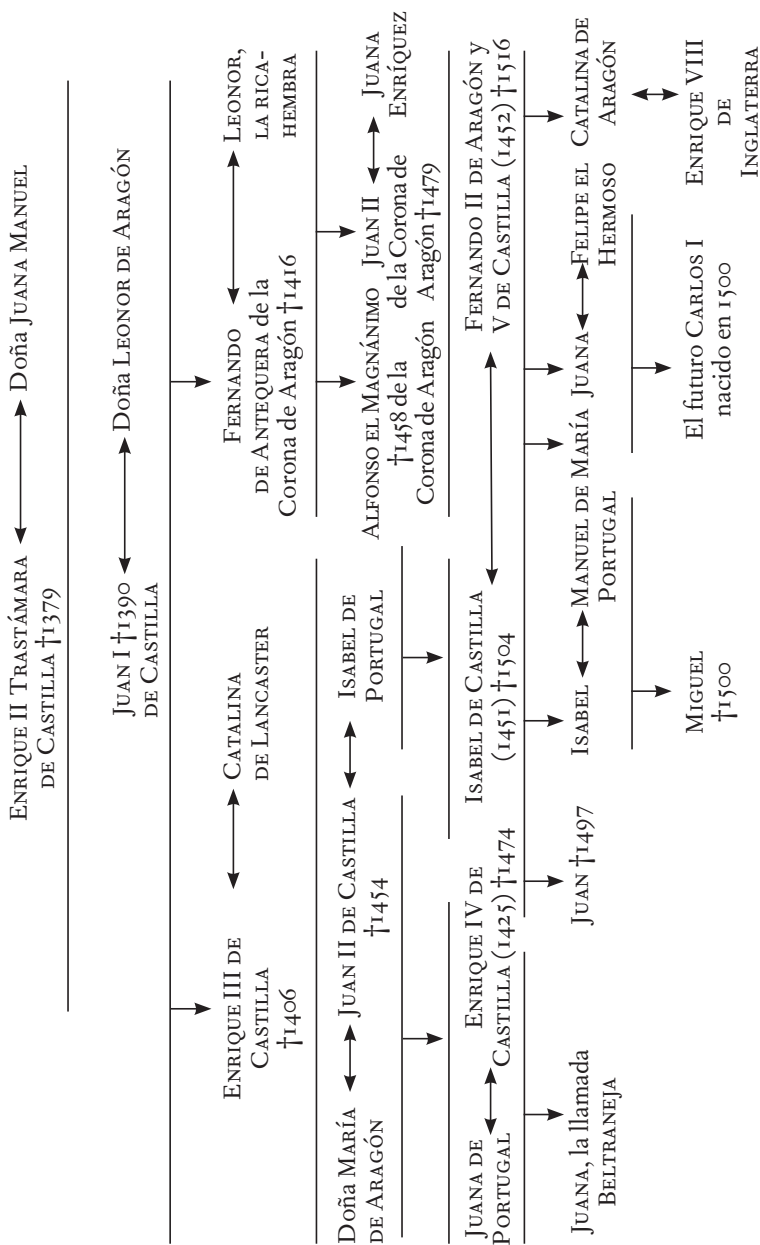 ENRIQUE II TRASTÁMARA
DE CASTILLA †1379
Doña JUANA MANUEL
JUAN I †1390
DE CASTILLA
Doña LEONOR DE ARAGÓN
ENRIQUE III DE
CASTILLA
†1406
CATALINA
DE LANCASTER
FERNANDO
DE ANTEQUERA de la
Corona de Aragón †1416
LEONOR,
LA RICA-
HEMBRA
Doña MARÍA
DE ARAGÓN
JUAN II DE CASTILLA
†1454
ISABEL DE
PORTUGAL
ALFONSO EL MAGNÁNIMO
†1458 de la
Corona de Aragón
JUAN II
de la Corona de
Aragón †1479
JUANA
ENRÍQUEZ
JUANA DE
PORTUGAL
ENRIQUE IV DE
CASTILLA (1425) †1474
ISABEL DE CASTILLA
(1451) †1504
FERNANDO II DE ARAGÓN y
V DE CASTILLA (1452) †1516
JUANA, la llamada
BELTRANEJA
JUAN †1497
ISABEL
MANUEL DE
PORTUGAL
MARÍA
JUANA
FELIPE EL
HERMOSO
CATALINA DE
ARAGÓN
MIGUEL
†1500
El futuro CARLOS I
nacido en 1500
ENRIQUE VIII
DE
INGLATERRA